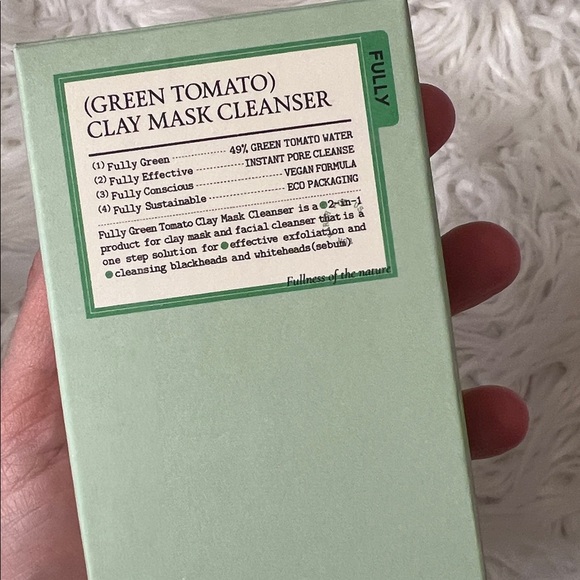 FULLY
(GREEN TOMATO)
CLAY MASK CLEANSER
(1) Fully Green 49% GREEN TOMATO WATER
(2) Fully Effective INSTANT PORE CLEANSE
(3) Fully Conscious VEGAN FORMULA
(4) Fully Sustainable ECO PACKAGING
Fully Green Tomato Clay Mask Cleanser is a 2-in-1
product for clay mask and facial cleanser that is a
one step solution for effective exfoliation and
cleansing blackheads and whiteheads(sebum).
Fullness of the nature